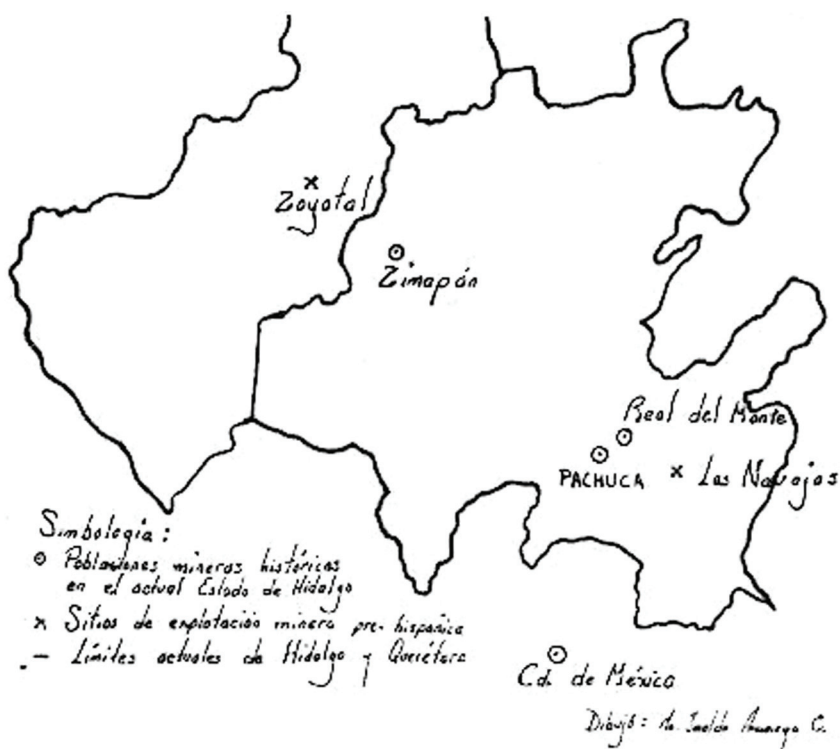 Zoyatal
Zimapán
Real del Monte
PACHUCA x Las Navajas
Simbología:
Poblaciones mineras históricas
en el actual Estado de Hidalgo
x Sitios de explotación minera pre-hispánica
— Límites actuales de Hidalgo y Querétaro
Cd. de México
Dibujó: C.